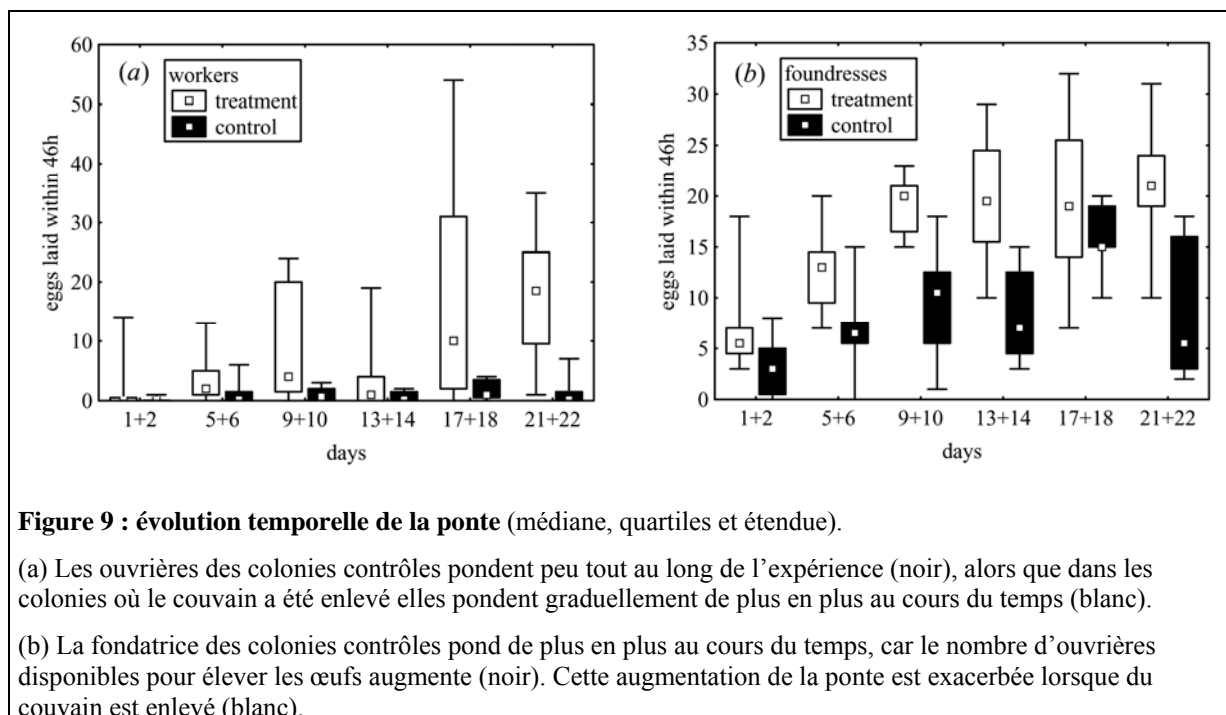 60
50
40
30
20
10
0
eggs laid within 46h
(a)
workers
treatment
control
1+2 5+6 9+10 13+14 17+18 21+22
days
35
30
25
20
15
10
5
0
eggs laid within 46h
(b)
foundresses
treatment
control
1+2 5+6 9+10 13+14 17+18 21+22
days
Figure 9 : évolution temporelle de la ponte (médiane, quartiles et étendue).
(a) Les ouvrières des colonies contrôles pondent peu tout au long de l’expérience (noir), alors que dans les
colonies où le couvain a été enlevé elles pondent graduellement de plus en plus au cours du temps (blanc).
(b) La fondatrice des colonies contrôles pond de plus en plus au cours du temps, car le nombre d’ouvrières
disponibles pour élever les œufs augmente (noir). Cette augmentation de la ponte est exacerbée lorsque du
couvain est enlevé (blanc).